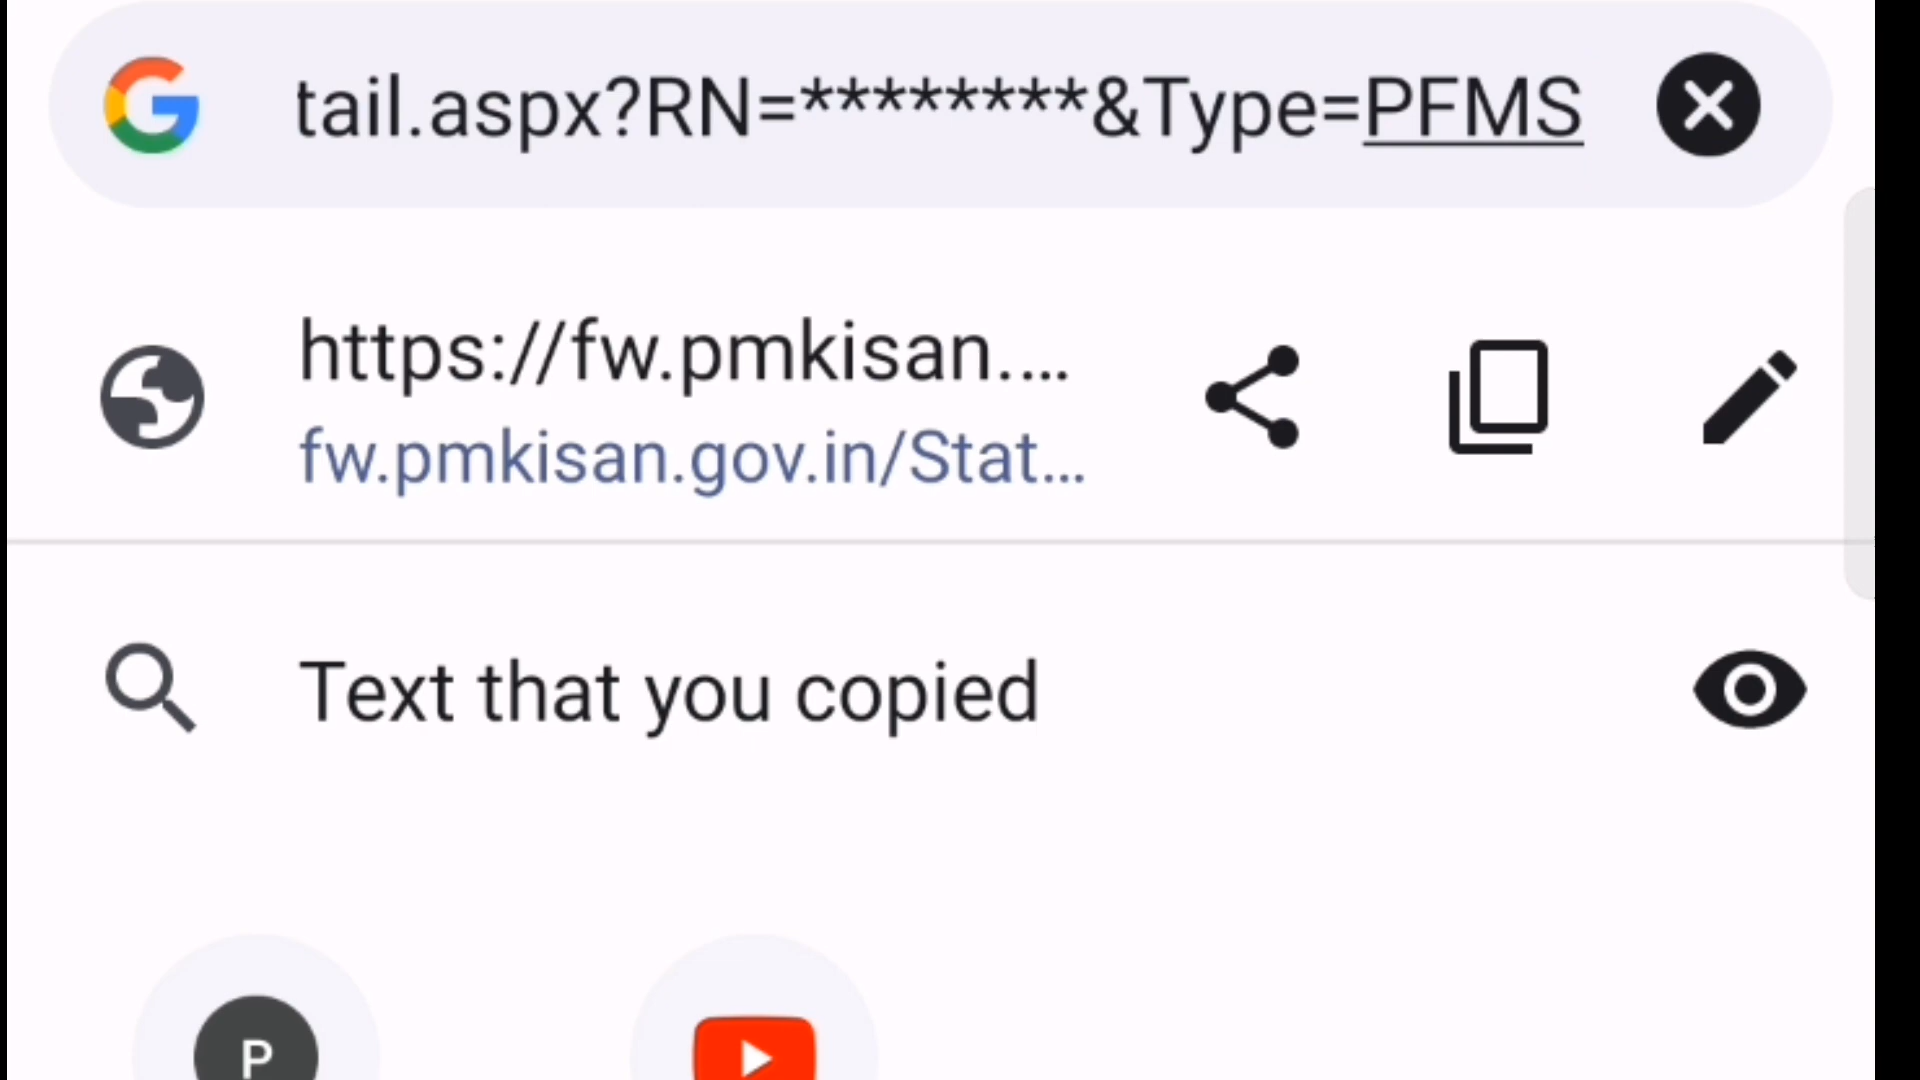 tail.aspx?RN=********&Type=PFMS
https://fw.pmkisan....
fw.pmkisan.gov.in/Stat...
Text that you copied
P